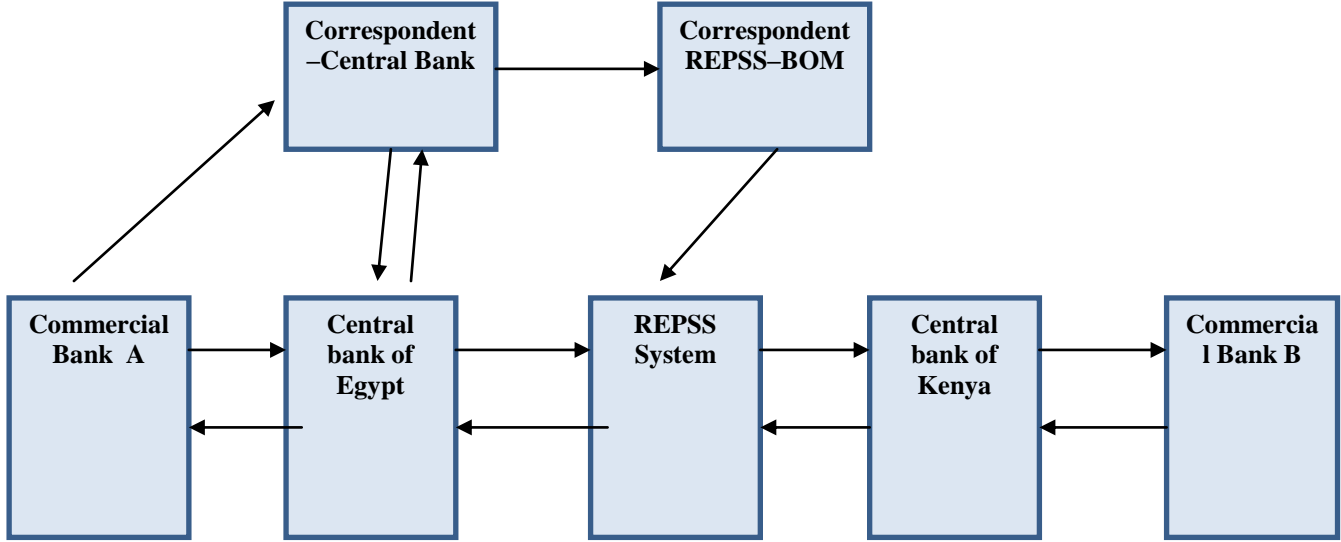 Correspondent
–Central Bank
Correspondent
REPSS–BOM
Commercial
Bank  A
Central
bank of
Egypt
REPSS
System
Central
bank of
Kenya
Commercia
l Bank B